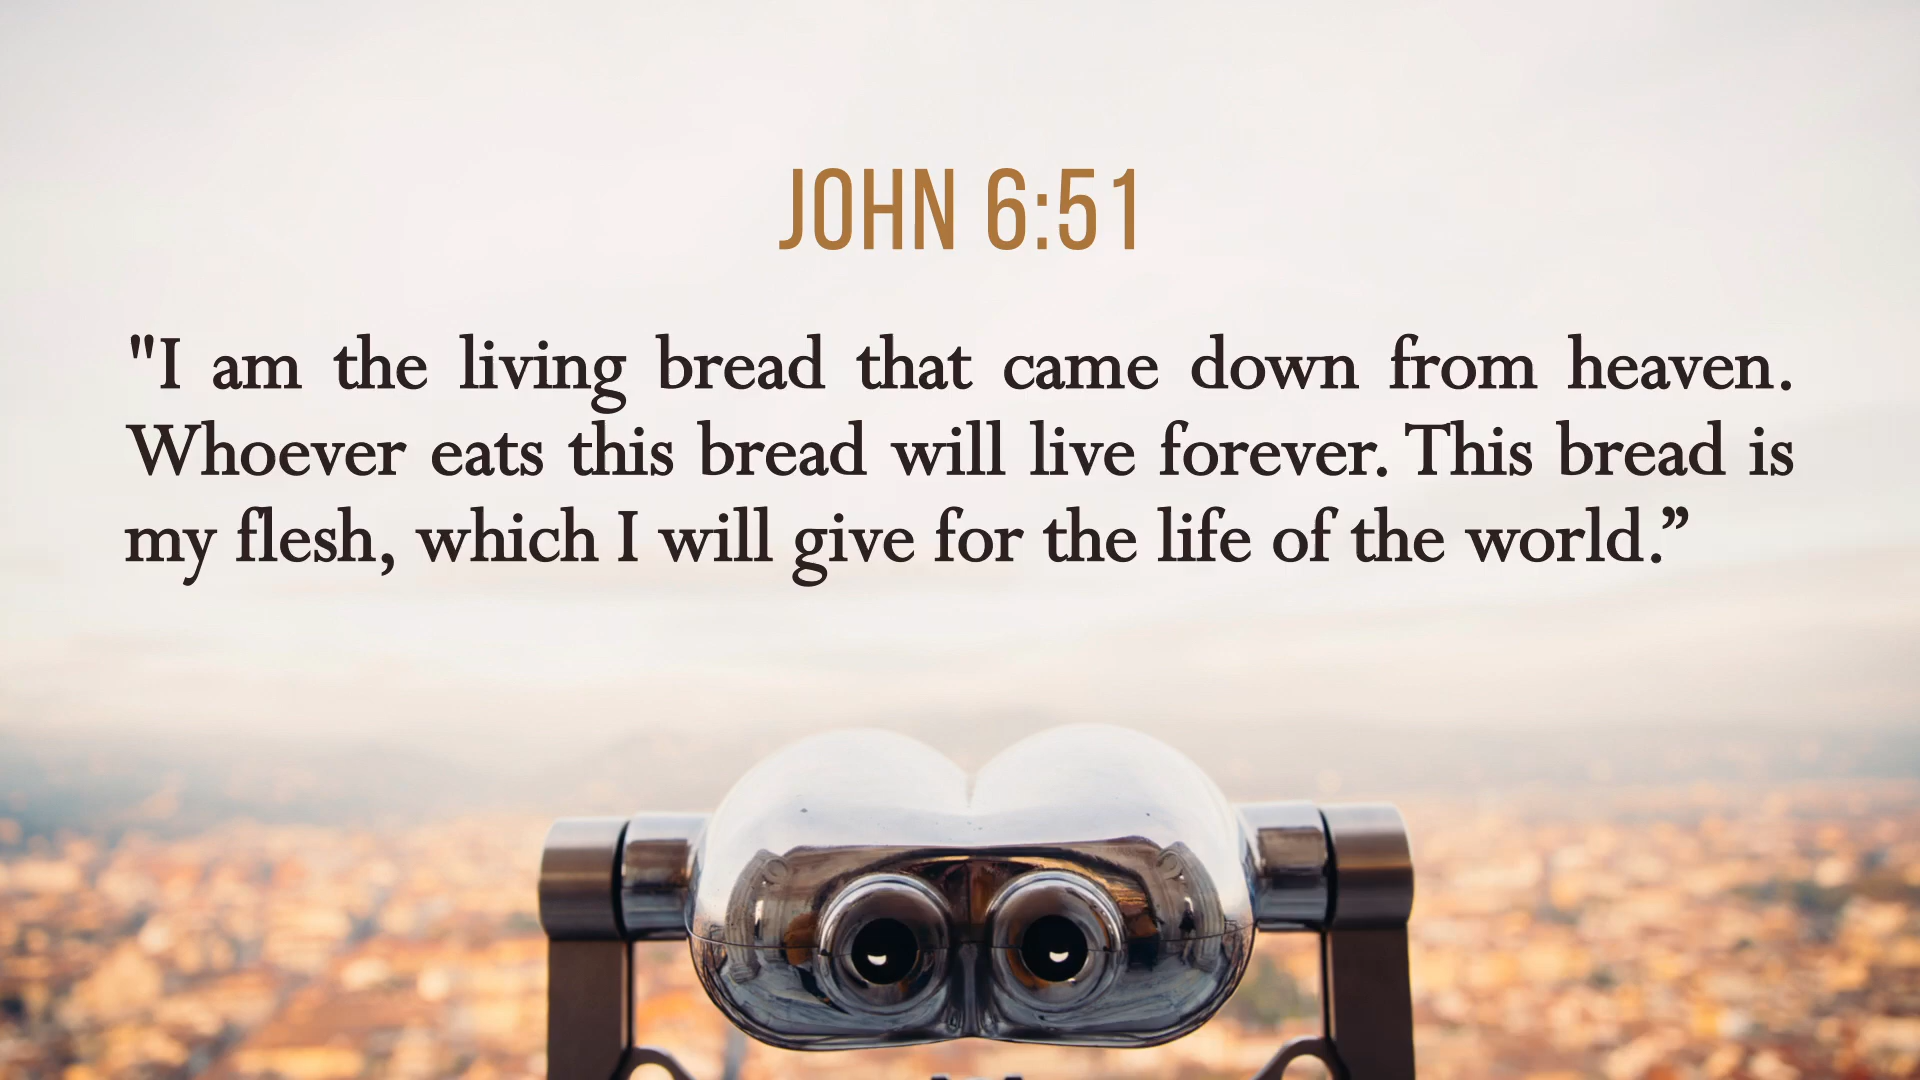 JOHN 6:51
"I am the living bread that came down from heaven.
Whoever eats this bread will live forever. This bread is
my flesh, which I will give for the life of the world.”